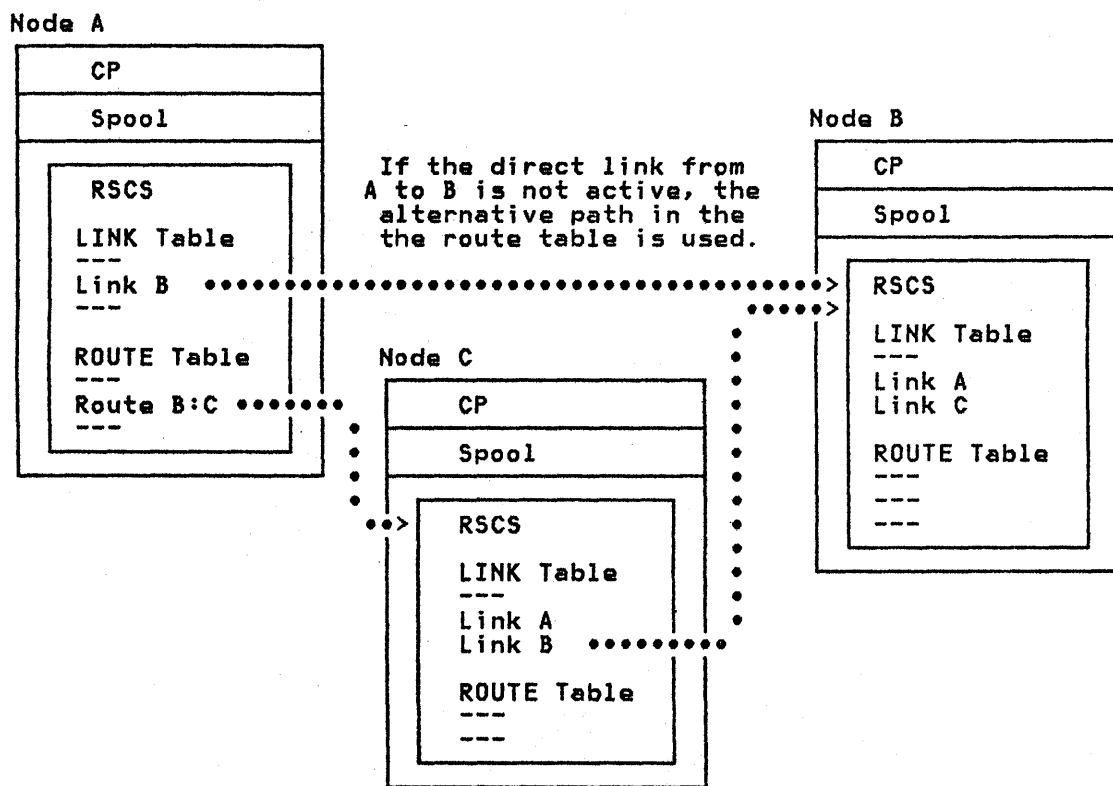 Node A
CP
Spool
RSCS
LINK Table
---
Link B
---
ROUTE Table
---
Route B:C
---
If the direct link from
A to B is not active, the
alternative path in the
the route table is used.
Node B
CP
Spool
RSCS
LINK Table
---
Link A
Link C
ROUTE Table
---
---
---
Node C
CP
Spool
RSCS
LINK Table
---
Link A
Link B
ROUTE Table
---
---